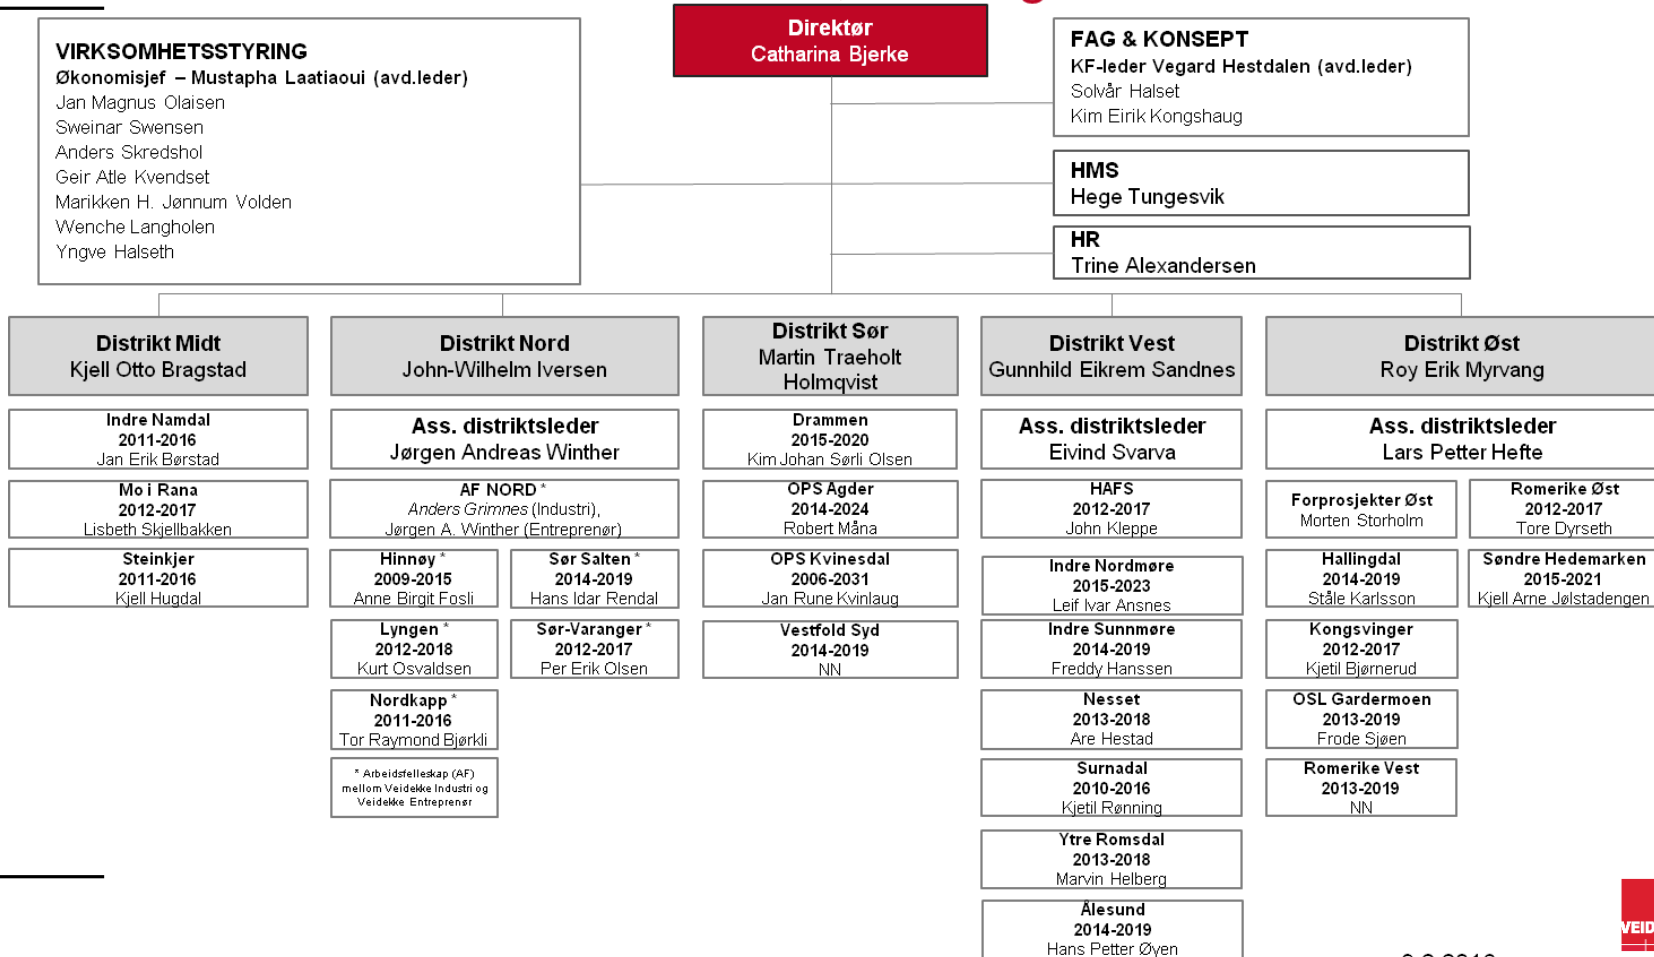 Direktør
Catharina Bjerke
VIRKSOMHETSSTYRING
Økonomisjef – Mustapha Laatiaoui (avd.leder)
Jan Magnus Olaisen
Sweinar Swensen
Anders Skredshol
Geir Atle Kvendset
Marikken H. Jønnum Volden
Wenche Langholen
Yngve Halseth
FAG & KONSEPT
KF-leder Vegard Hestdalen (avd.leder)
Solvår Halset
Kim Eirik Kongshaug
HMS
Hege Tungesvik
HR
Trine Alexandersen
Distrikt Midt
Kjell Otto Bragstad
Indre Namdal
2011-2016
Jan Erik Børstad
Mo i Rana
2012-2017
Lisbeth Skjellbakken
Steinkjer
2011-2016
Kjell Hugdal
Distrikt Nord
John-Wilhelm Iversen
Ass. distriktsleder
Jørgen Andreas Winther
AF NORD *
Anders Grimnes (Industri),
Jørgen A. Winther (Entreprenør)
Hinnøy *
2009-2015
Anne Birgit Fosli
Sør Salten *
2014-2019
Hans Idar Rendal
Lyngen *
2012-2018
Kurt Osvaldsen
Sør-Varanger *
2012-2017
Per Erik Olsen
Nordkapp *
2011-2016
Tor Raymond Bjørkli
* Arbeidsfelleskap (AF)
mellom Veidekke Industri og
Veidekke Entreprenør
Distrikt Sør
Martin Traeholt
Holmqvist
Drammen
2015-2020
Kim Johan Sørli Olsen
OPS Agder
2014-2024
Robert Måna
OPS Kvinesdal
2006-2031
Jan Rune Kvinlaug
Vestfold Syd
2014-2019
NN
Distrikt Vest
Gunnhild Eikrem Sandnes
Ass. distriktsleder
Eivind Svarva
HAFS
2012-2017
John Kleppe
Indre Nordmøre
2015-2023
Leif Ivar Ansnes
Indre Sunnmøre
2014-2019
Freddy Hanssen
Nesset
2013-2018
Are Hestad
Surnadal
2010-2016
Kjetil Rønning
Ytre Romsdal
2013-2018
Marvin Helberg
Ålesund
2014-2019
Hans Petter Øyen
Distrikt Øst
Roy Erik Myrvang
Ass. distriktsleder
Lars Petter Hefte
Forprosjekter Øst
Morten Storholm
Romerike Øst
2012-2017
Tore Dyrseth
Hallingdal
2014-2019
Ståle Karlsson
Søndre Hedemarken
2015-2021
Kjell Arne Jølstadengen
Kongsvinger
2012-2017
Kjetil Bjørnerud
OSL Gardermoen
2013-2019
Frode Sjøen
Romerike Vest
2013-2019
NN
VEID